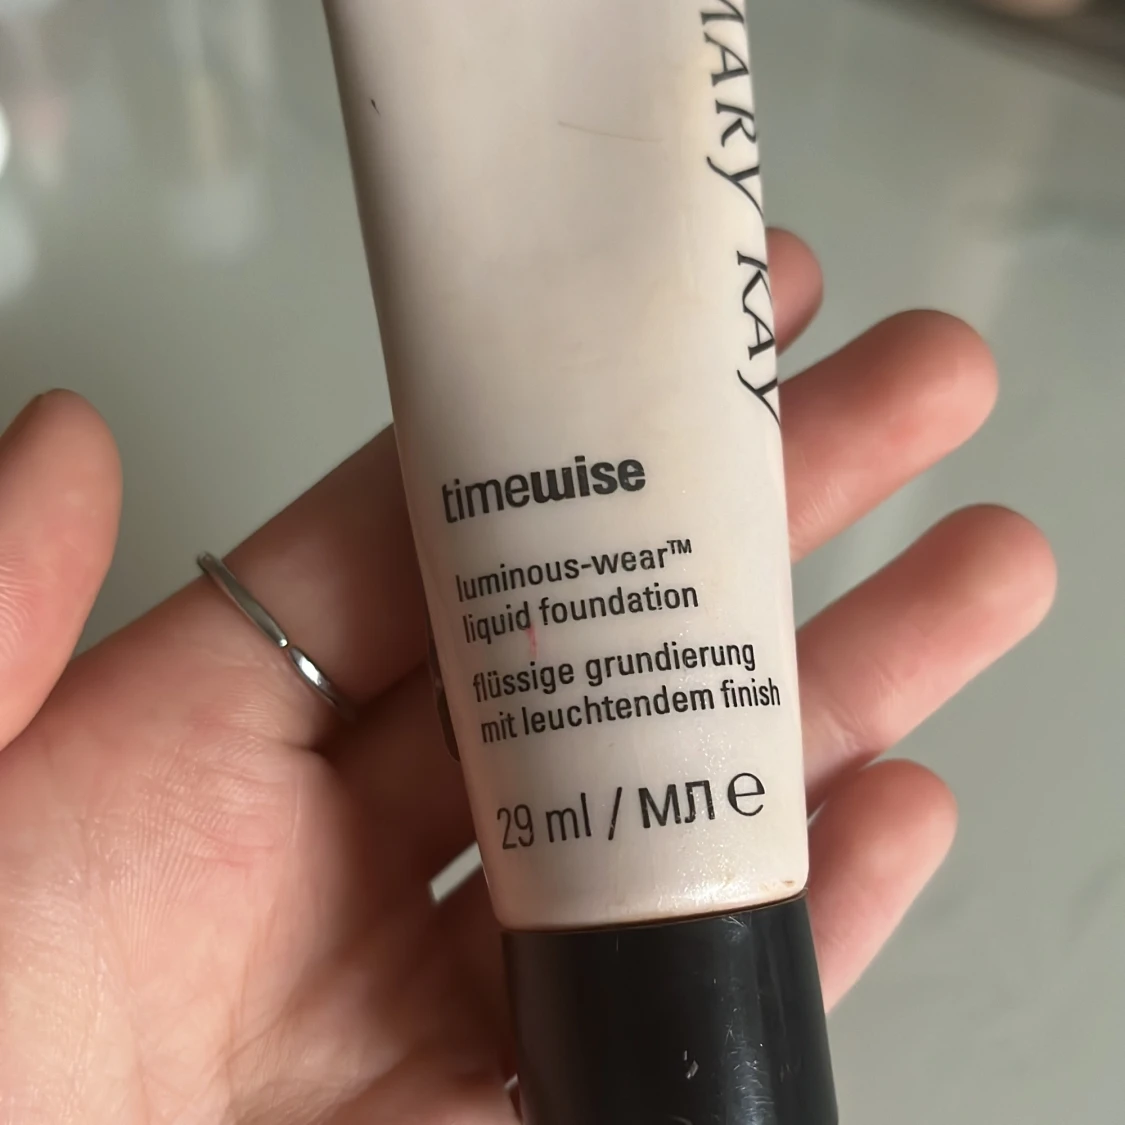 MARY KAY
timewise
luminous-wear™
liquid foundation
flüssige grundierung
mit leuchtendem finish
29 ml / МЛ ℮